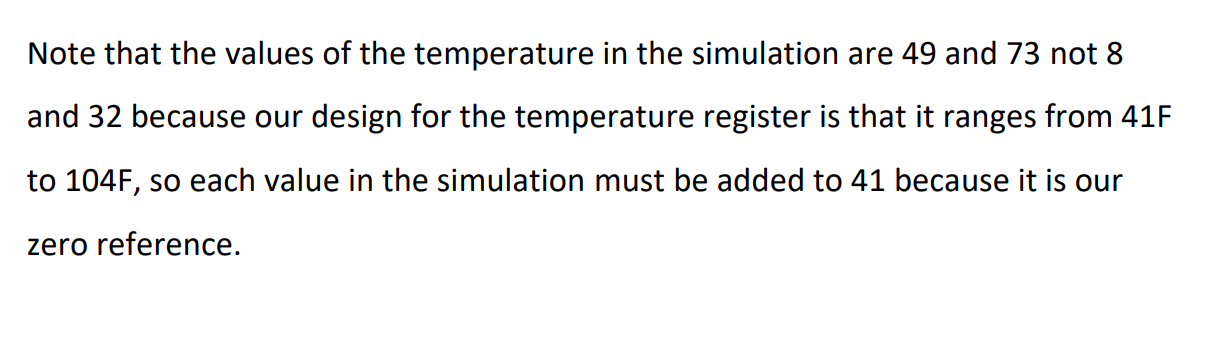 Note that the values of the temperature in the simulation are 49 and 73 not 8
and 32 because our design for the temperature register is that it ranges from 41F
to 104F, so each value in the simulation must be added to 41 because it is our
zero reference.